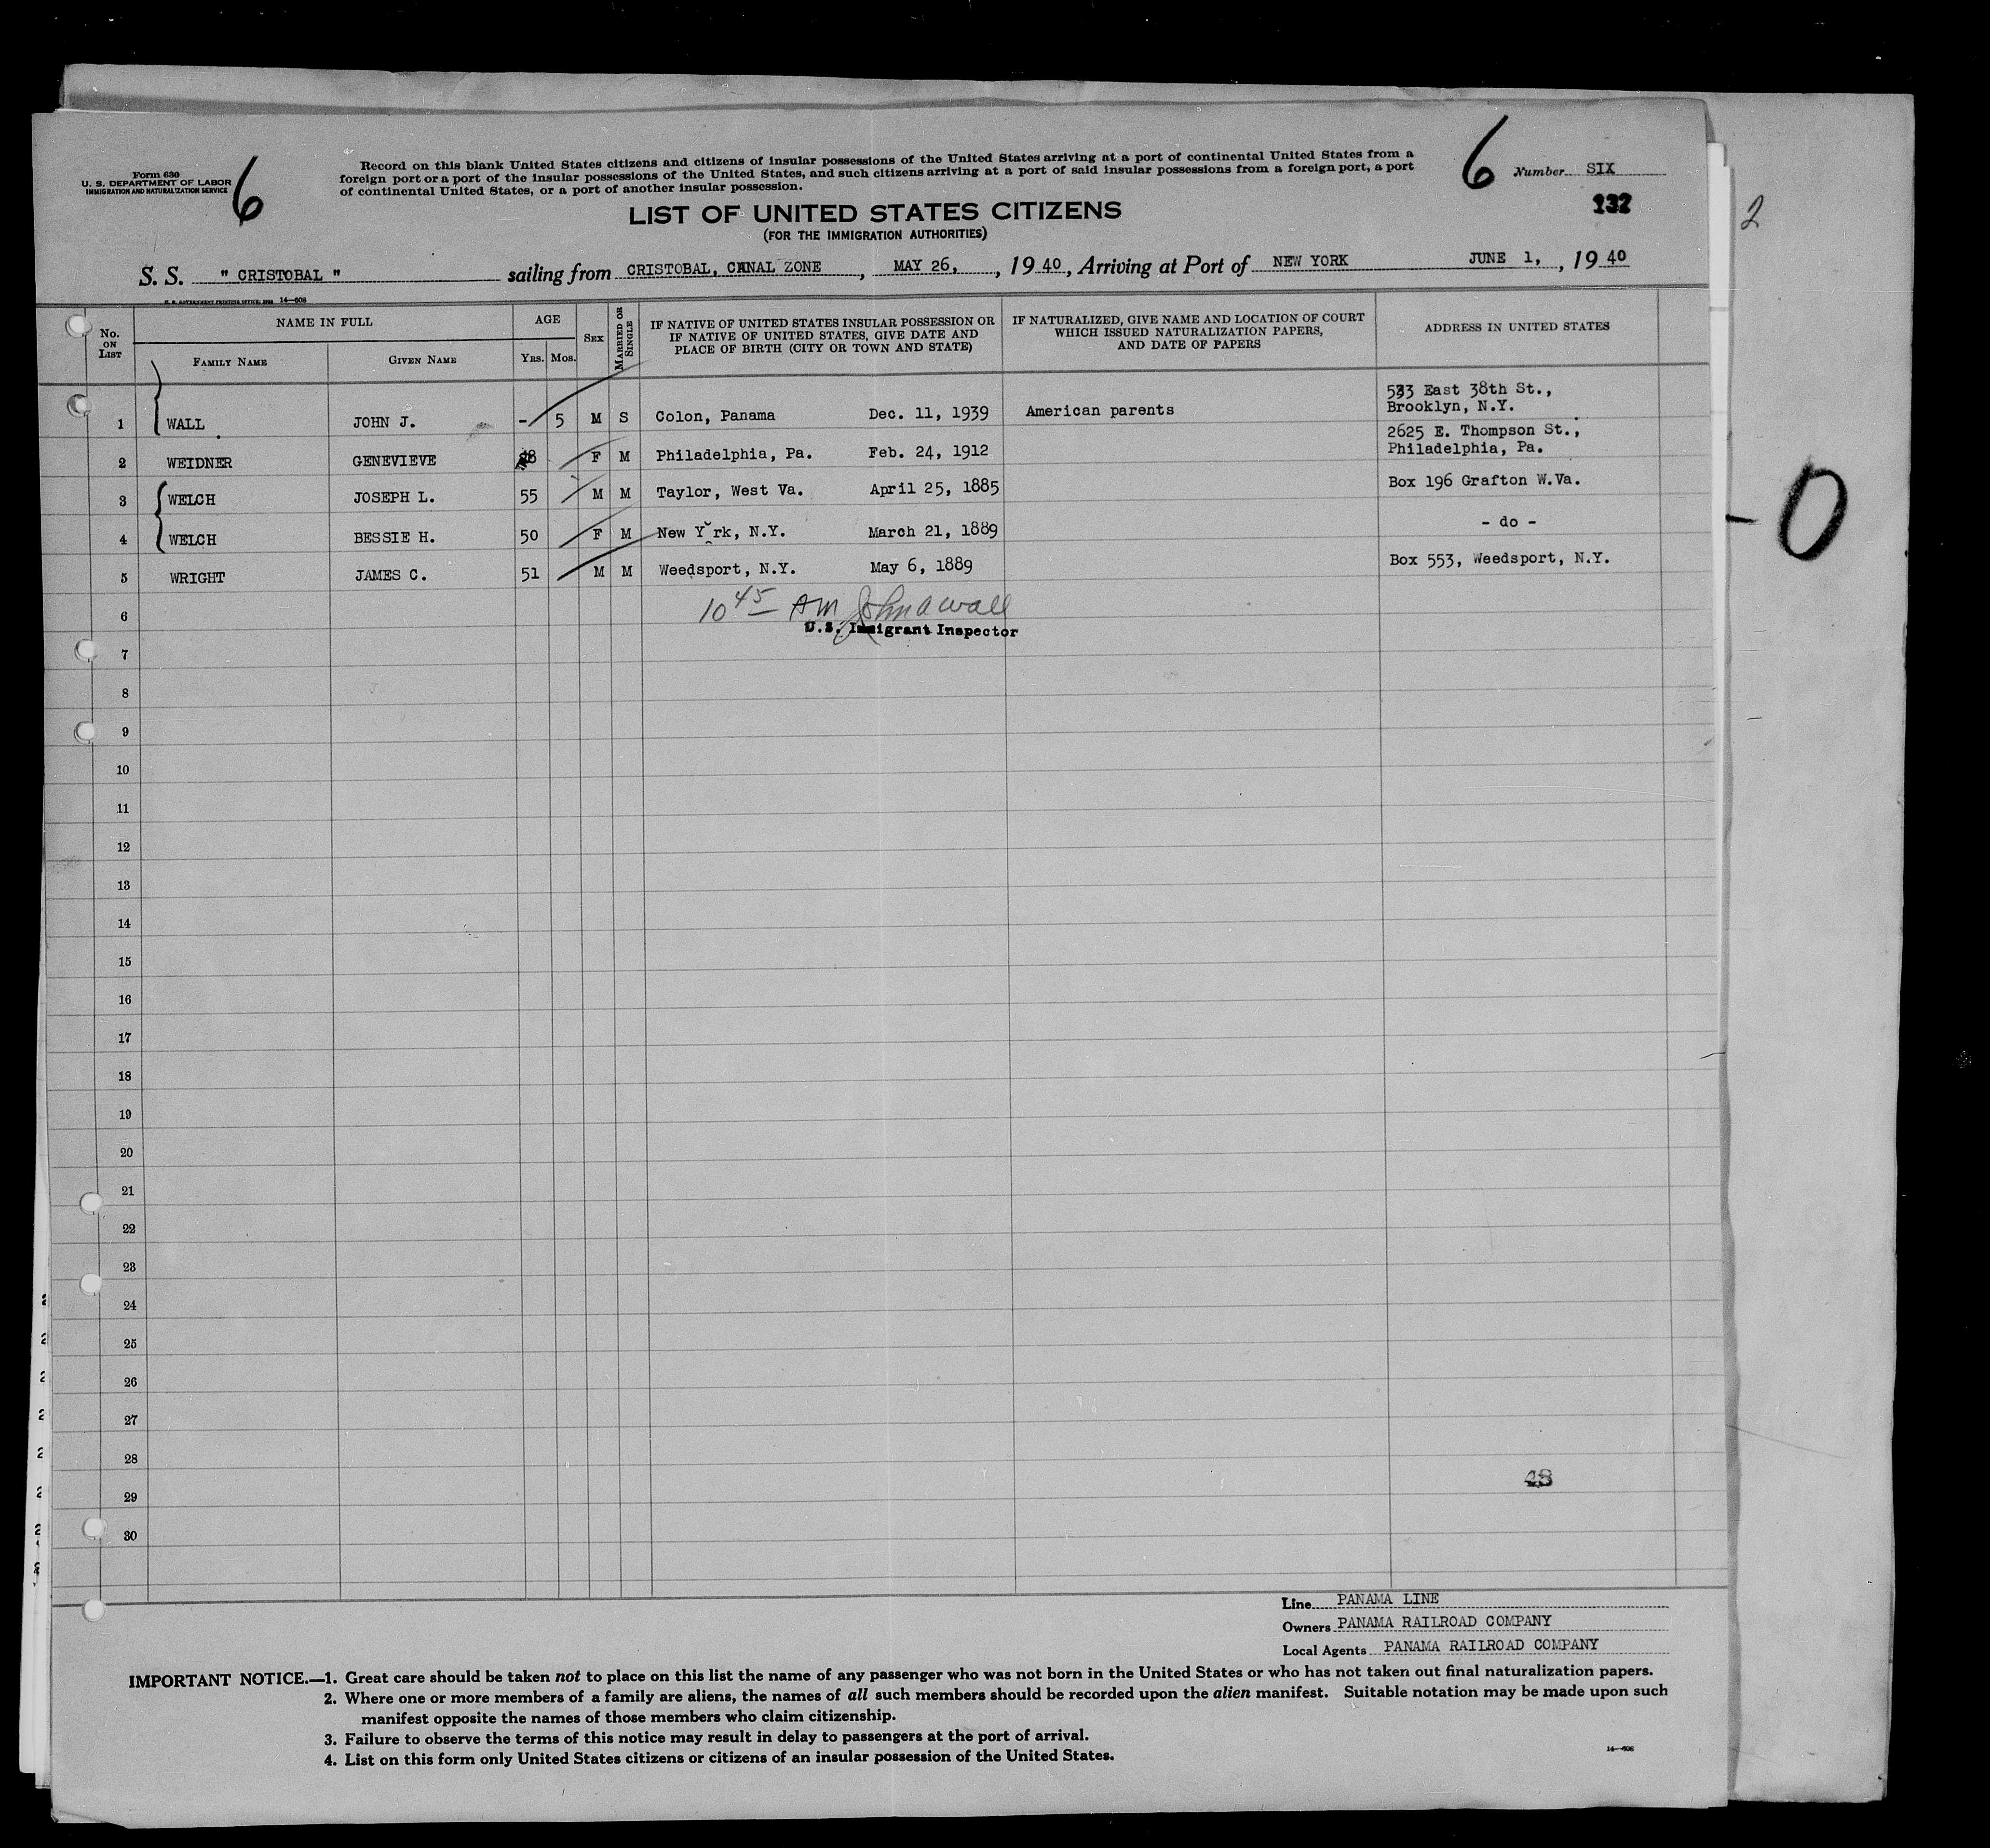 Form 630
U. S. DEPARTMENT OF LABOR
IMMIGRATION AND NATURALIZATION SERVICE
6
Record on this blank United States citizens and citizens of insular possessions of the United States arriving at a port of continental United States from a
foreign port or a port of the insular possessions of the United States, and such citizens arriving at a port of said insular possessions from a foreign port, a port
of continental United States, or a port of another insular possession.
6
Number SIX
132
2
LIST OF UNITED STATES CITIZENS
(FOR THE IMMIGRATION AUTHORITIES)
S. S. " CRISTOBAL " sailing from CRISTOBAL, CANAL ZONE , MAY 26, , 19 40 , Arriving at Port of NEW YORK JUNE 1, , 19 40
U. S. GOVERNMENT PRINTING OFFICE 14—608
No. ON LIST NAME IN FULL AGE SEX MARRIED OR SINGLE IF NATIVE OF UNITED STATES INSULAR POSSESSION OR IF NATIVE OF UNITED STATES, GIVE DATE AND PLACE OF BIRTH (CITY OR TOWN AND STATE) IF NATURALIZED, GIVE NAME AND LOCATION OF COURT WHICH ISSUED NATURALIZATION PAPERS, AND DATE OF PAPERS ADDRESS IN UNITED STATES
FAMILY NAME GIVEN NAME YRS. MOS.
1 WALL JOHN J. - 5 M S Colon, Panama Dec. 11, 1939 American parents 533 East 38th St., Brooklyn, N.Y.
2 WEIDNER GENEVIEVE 28 F M Philadelphia, Pa. Feb. 24, 1912 2625 E. Thompson St., Philadelphia, Pa.
3 WELCH JOSEPH L. 55 M M Taylor, West Va. April 25, 1885 Box 196 Grafton W.Va.
4 WELCH BESSIE H. 50 F M New Y rk, N.Y. March 21, 1889 - do -
5 WRIGHT JAMES C. 51 M M Weedsport, N.Y. May 6, 1889 Box 553, Weedsport, N.Y.
0
6 10 45 AM John A Wall
U.S. Immigrant Inspector
7
8
9
10
11
12
13
14
15
16
17
18
19
20
21
22
23
24
25
26
27
28
48
29
30
Line PANAMA LINE
Owners PANAMA RAILROAD COMPANY
Local Agents PANAMA RAILROAD COMPANY
IMPORTANT NOTICE.—1. Great care should be taken not to place on this list the name of any passenger who was not born in the United States or who has not taken out final naturalization papers.
2. Where one or more members of a family are aliens, the names of all such members should be recorded upon the alien manifest. Suitable notation may be made upon such
manifest opposite the names of those members who claim citizenship.
3. Failure to observe the terms of this notice may result in delay to passengers at the port of arrival.
4. List on this form only United States citizens or citizens of an insular possession of the United States.
14—608